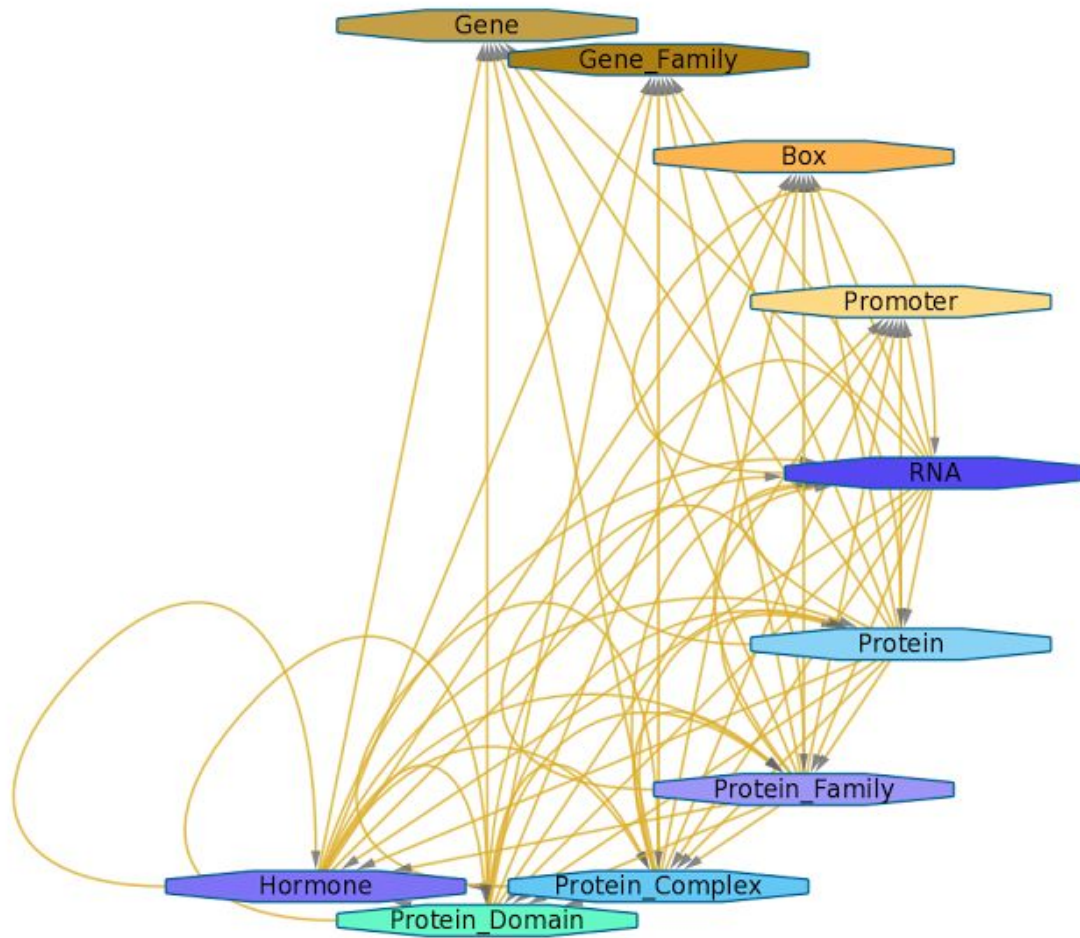 Gene
Gene_Family
Box
Promoter
RNA
Protein
Protein_Family
Hormone
Protein_Complex
Protein_Domain